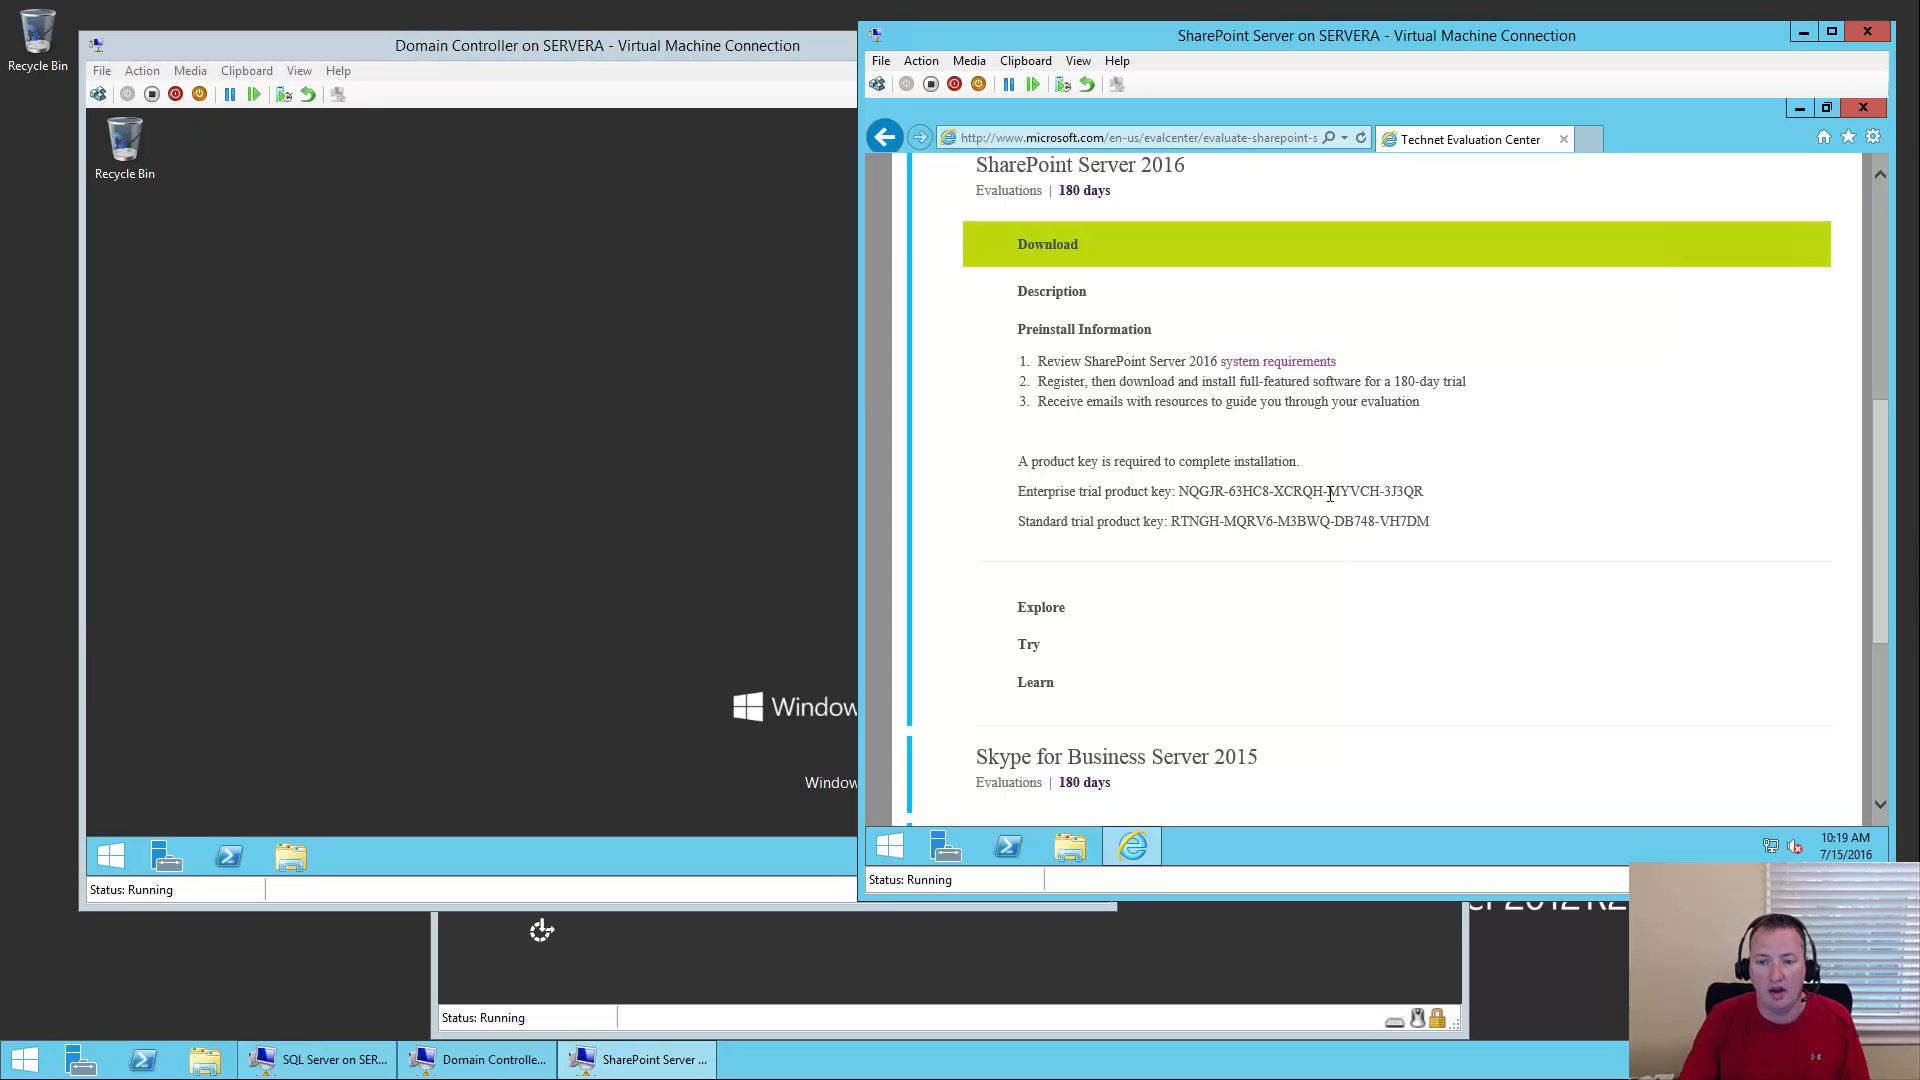 Recycle Bin
Domain Controller on SERVERA - Virtual Machine Connection
File Action Media Clipboard View Help
Recycle Bin
Window
Window
Status: Running
SharePoint Server on SERVERA - Virtual Machine Connection
File Action Media Clipboard View Help
http://www.microsoft.com/en-us/evalcenter/evaluate-sharepoint-s
Technet Evaluation Center
SharePoint Server 2016
Evaluations | 180 days
Download
Description
Preinstall Information
1. Review SharePoint Server 2016 system requirements
2. Register, then download and install full-featured software for a 180-day trial
3. Receive emails with resources to guide you through your evaluation
A product key is required to complete installation.
Enterprise trial product key: NQGJR-63HC8-XCRQH-MYVCH-3J3QR
Standard trial product key: RTNGH-MQRV6-M3BWQ-DB748-VH7DM
Explore
Try
Learn
Skype for Business Server 2015
Evaluations | 180 days
10:19 AM
7/15/2016
Status: Running
Status: Running
SQL Server on SER...
Domain Controlle...
SharePoint Server ...